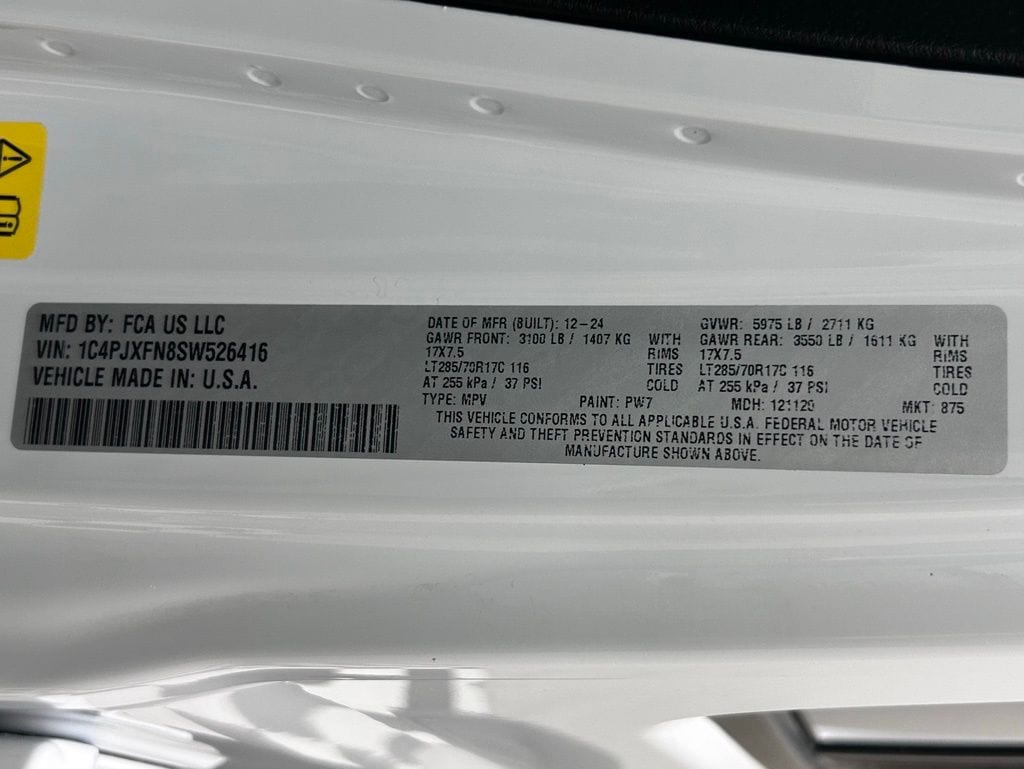 MFD BY: FCA US LLC
VIN: 1C4PJXFN8SW526416
VEHICLE MADE IN: U.S.A.
DATE OF MFR (BUILT): 12-24
GVWR: 5975 LB / 2711 KG
GAWR FRONT: 3100 LB / 1407 KG WITH
17X7.5 RIMS
LT285/70R17C 116 TIRES
AT 255 kPa / 37 PSI COLD
GAWR REAR: 3550 LB / 1611 KG WITH
17X7.5 RIMS
LT285/70R17C 116 TIRES
AT 255 kPa / 37 PSI COLD
TYPE: MPV PAINT: PW7 MDH: 121120 MKT: 875
THIS VEHICLE CONFORMS TO ALL APPLICABLE U.S.A. FEDERAL MOTOR VEHICLE
SAFETY AND THEFT PREVENTION STANDARDS IN EFFECT ON THE DATE OF
MANUFACTURE SHOWN ABOVE.